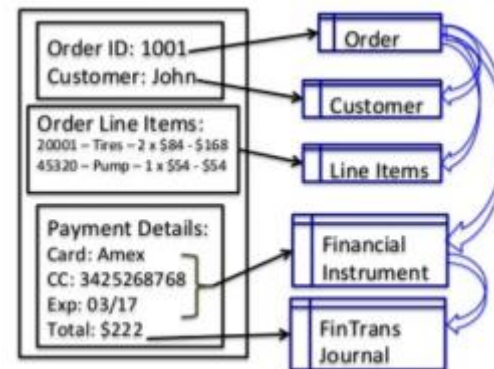 Order ID: 1001
Customer: John
Order Line Items:
20001 – Tires – 2 x $84 - $168
45320 – Pump – 1 x $54 - $54
Payment Details:
Card: Amex
CC: 3425268768
Exp: 03/17
Total: $222
Order
Customer
Line Items
Financial
Instrument
FinTrans
Journal